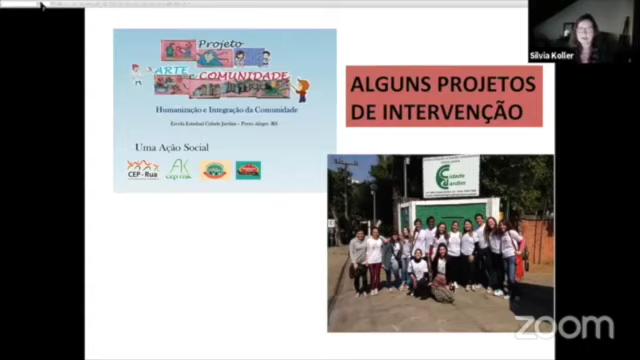 Projeto
ARTE
e COMUNIDADE
Humanização e Integração da Comunidade
Escola Estadual Cidade Jardim - Porto Alegre RS
Uma Ação Social
CEP-Rua
ALGUNS PROJETOS
DE INTERVENÇÃO
Silvia Koller
Cidade
Jardim
zoom